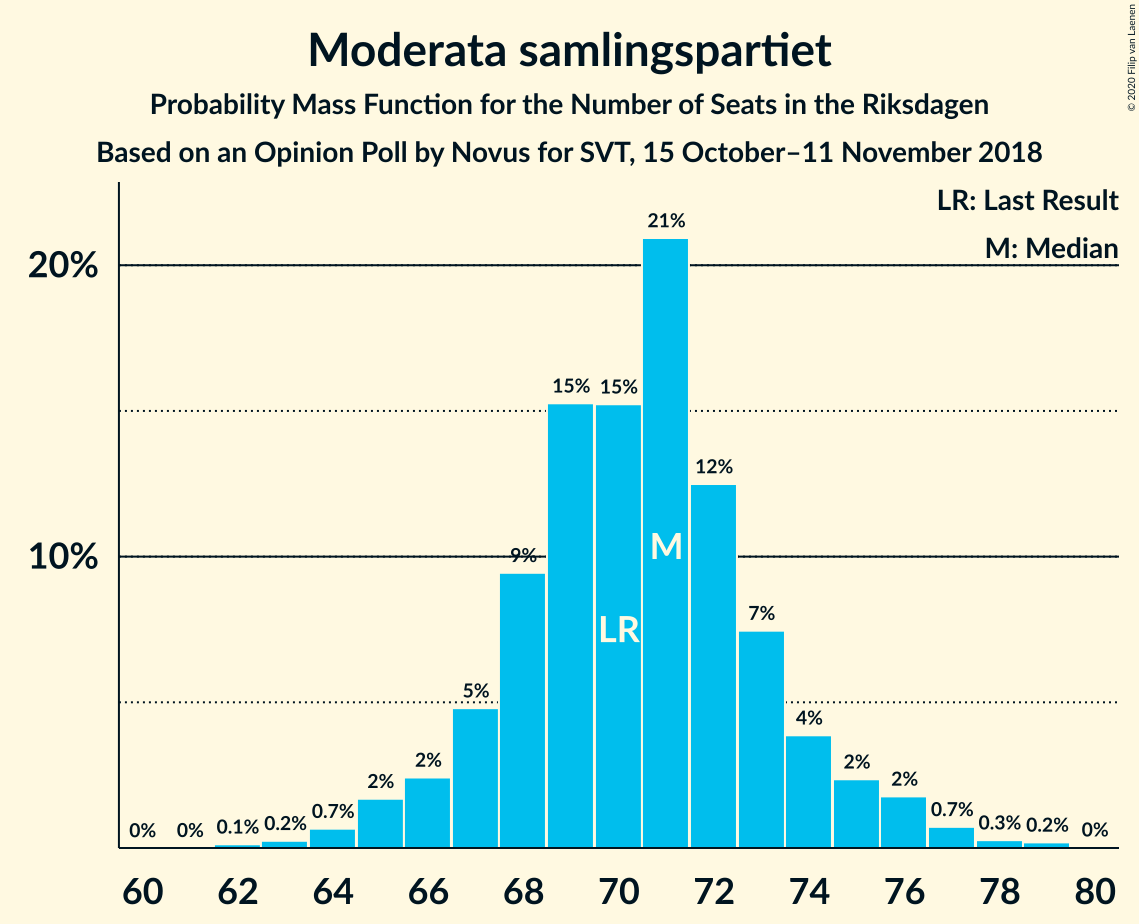 Moderata samlingspartiet
Probability Mass Function for the Number of Seats in the Riksdagen
Based on an Opinion Poll by Novus for SVT, 15 October–11 November 2018
© 2020 Filip van Laenen
LR: Last Result
M: Median
20%
10%
0%
0%
0.1%
0.2%
0.7%
2%
2%
5%
9%
15%
15%
21%
12%
7%
4%
2%
2%
0.7%
0.3%
0.2%
0%
LR
M
60 62 64 66 68 70 72 74 76 78 80